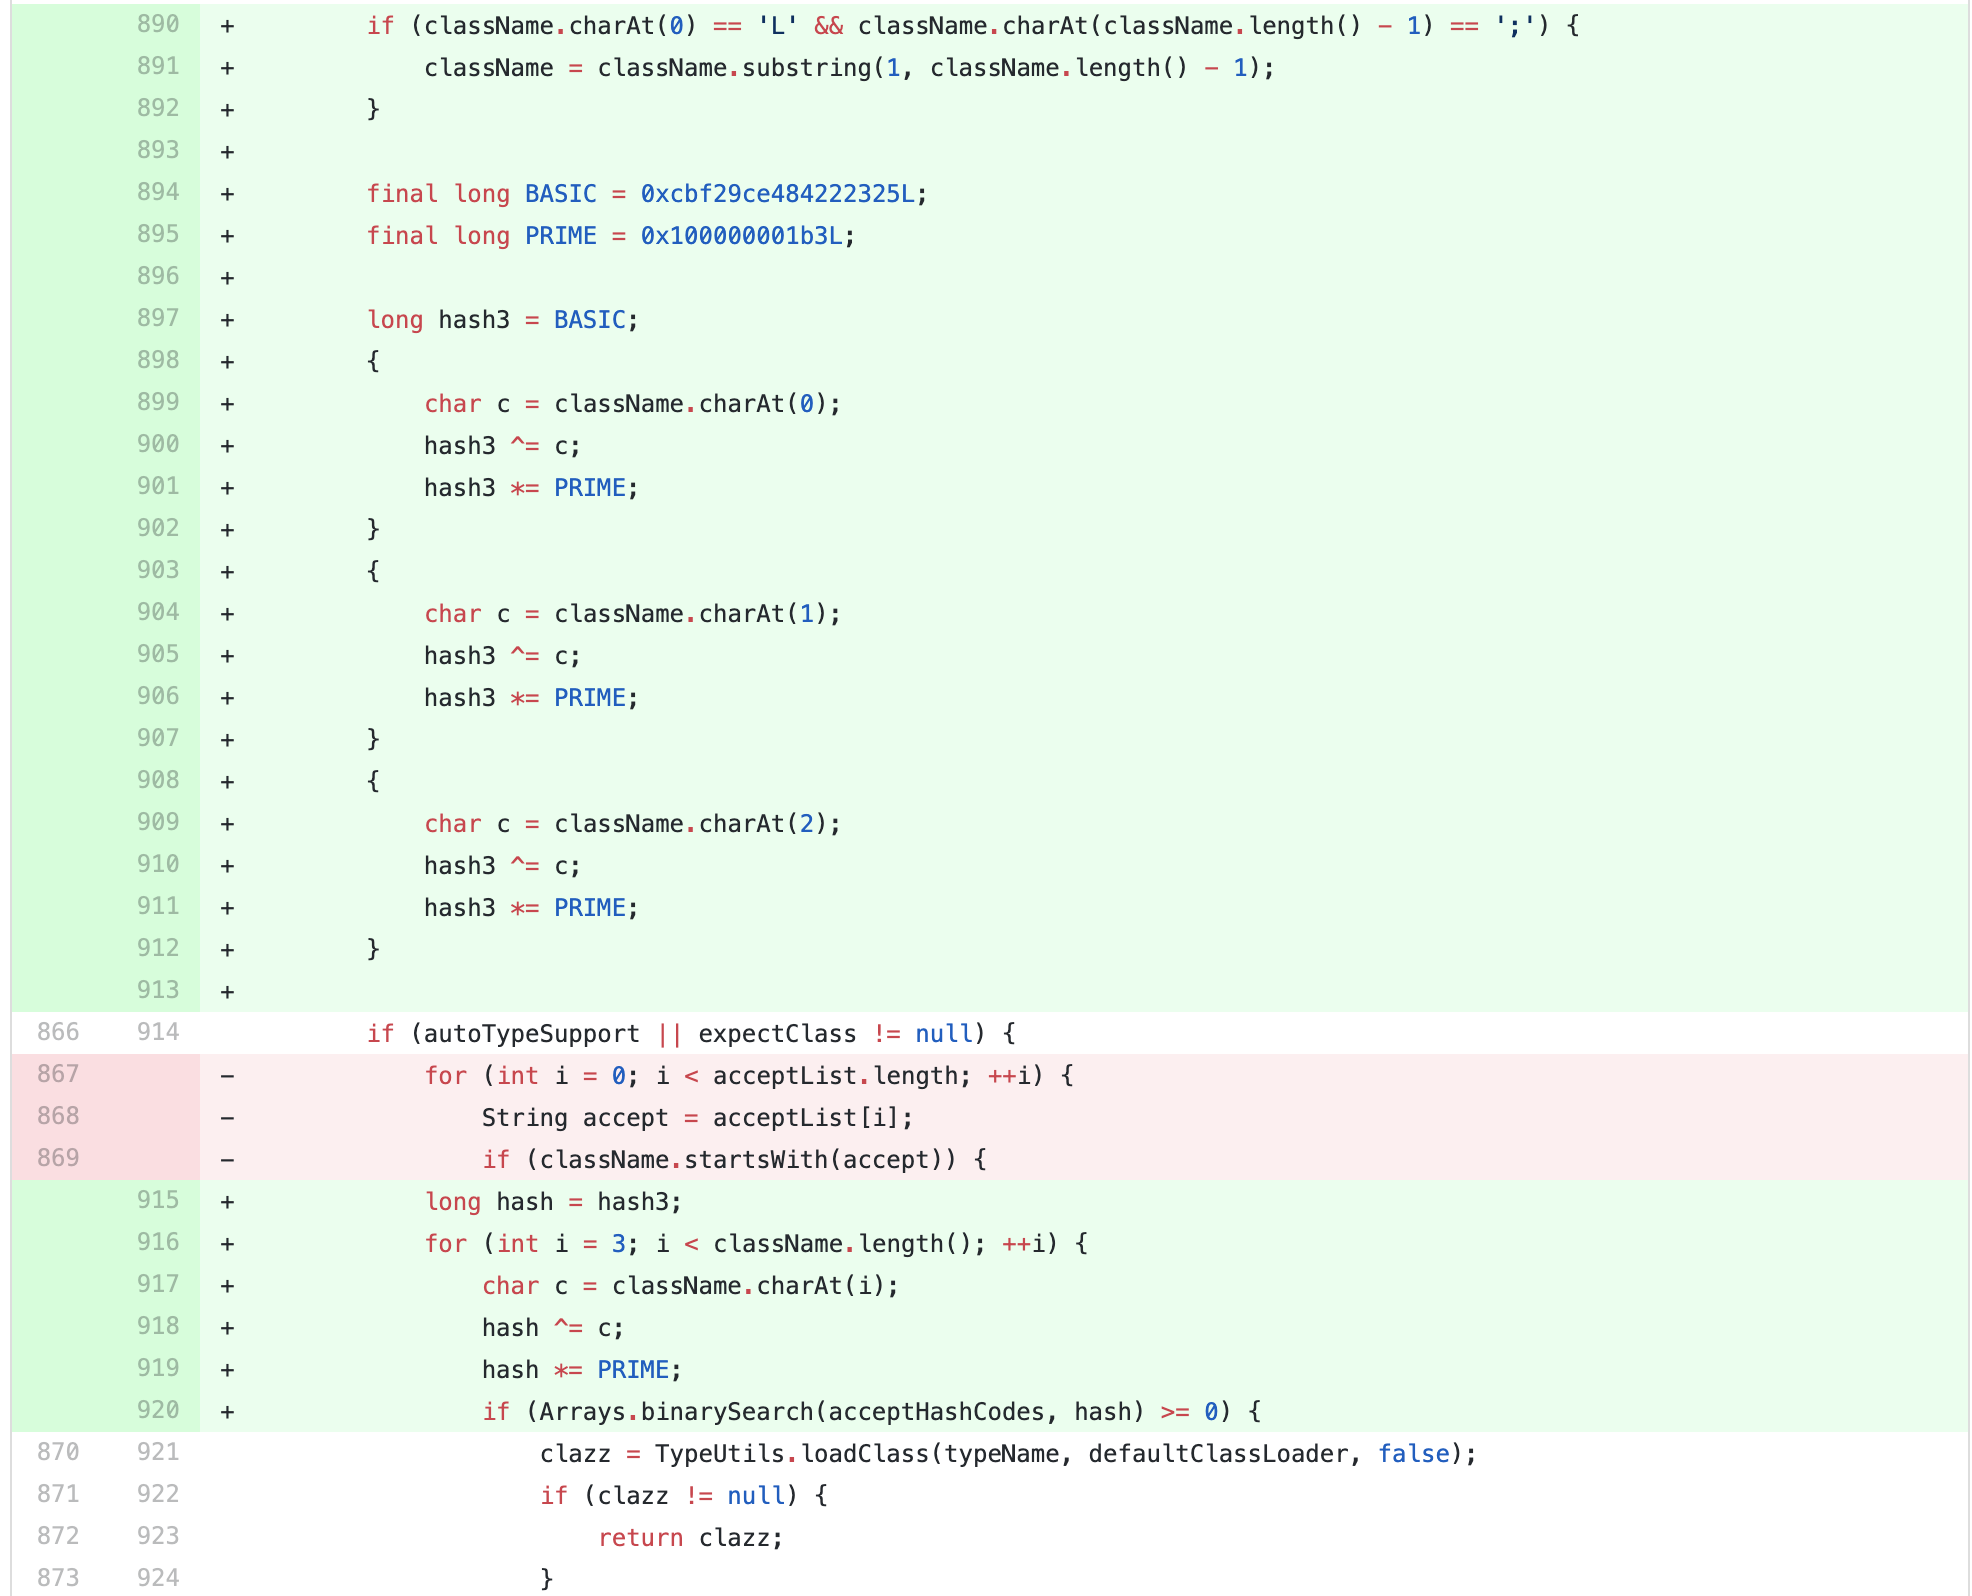 890 + if (className.charAt(0) == 'L' && className.charAt(className.length() - 1) == ';') {
891 + className = className.substring(1, className.length() - 1);
892 + }
893 +
894 + final long BASIC = 0xcbf29ce484222325L;
895 + final long PRIME = 0x100000001b3L;
896 +
897 + long hash3 = BASIC;
898 + {
899 + char c = className.charAt(0);
900 + hash3 ^= c;
901 + hash3 *= PRIME;
902 + }
903 + {
904 + char c = className.charAt(1);
905 + hash3 ^= c;
906 + hash3 *= PRIME;
907 + }
908 + {
909 + char c = className.charAt(2);
910 + hash3 ^= c;
911 + hash3 *= PRIME;
912 + }
913 +
866 914 if (autoTypeSupport || expectClass != null) {
867 - for (int i = 0; i < acceptList.length; ++i) {
868 - String accept = acceptList[i];
869 - if (className.startsWith(accept)) {
915 + long hash = hash3;
916 + for (int i = 3; i < className.length(); ++i) {
917 + char c = className.charAt(i);
918 + hash ^= c;
919 + hash *= PRIME;
920 + if (Arrays.binarySearch(acceptHashCodes, hash) >= 0) {
870 921 clazz = TypeUtils.loadClass(typeName, defaultClassLoader, false);
871 922 if (clazz != null) {
872 923 return clazz;
873 924 }